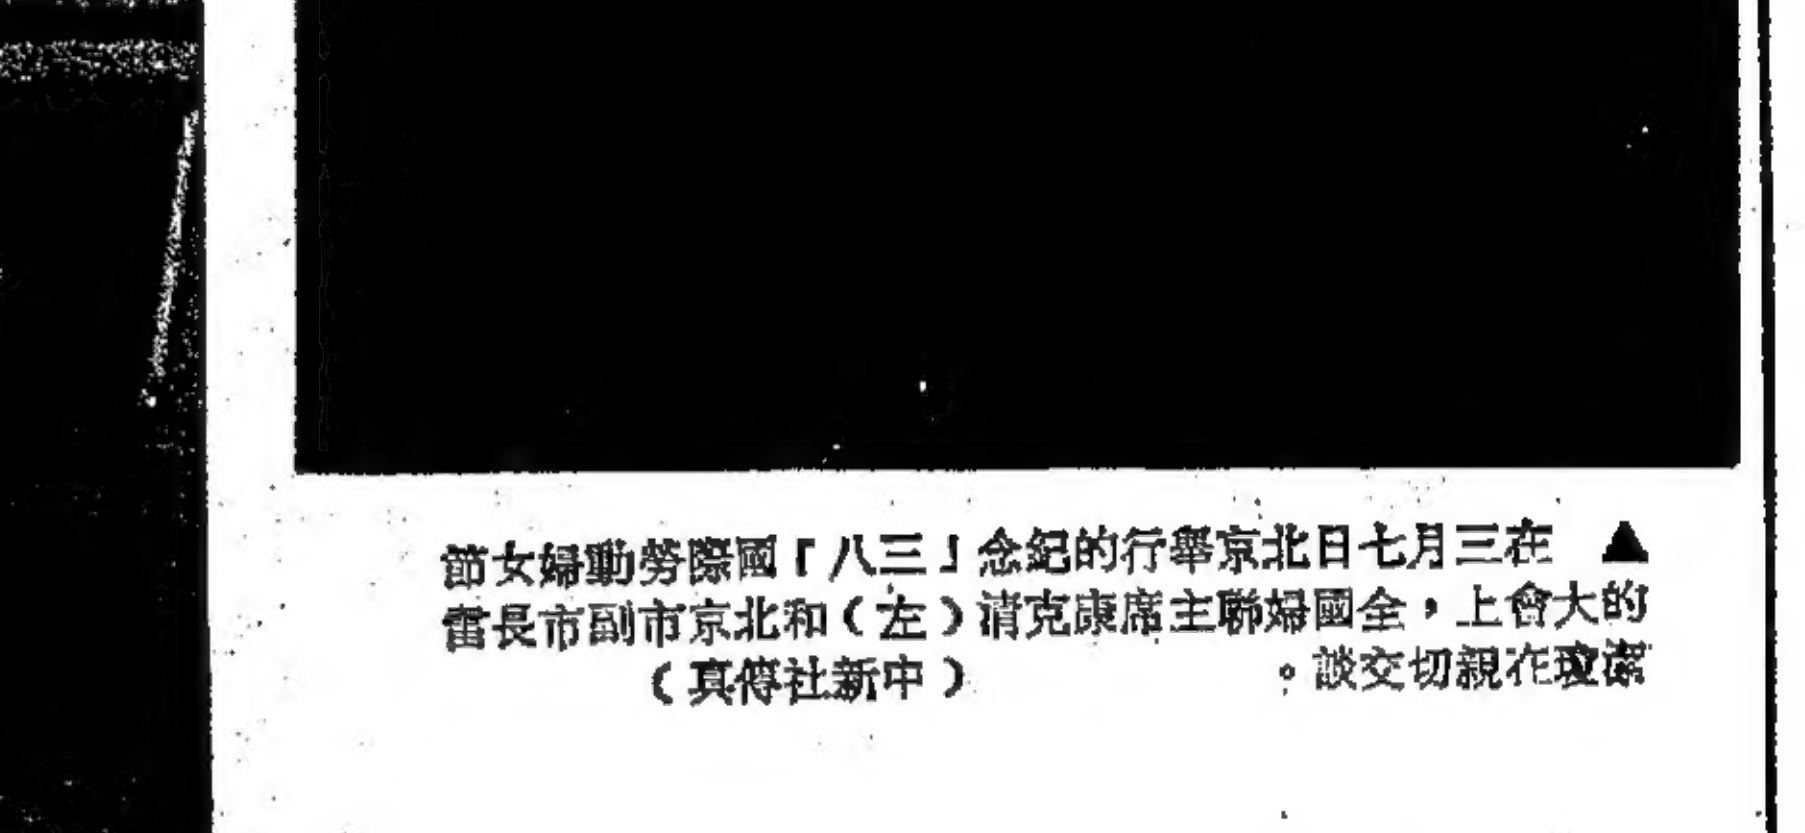 ▲在三月七日北京舉行的紀念「三八」國際勞動婦女節
的大會上，全國婦聯主席康克清（左）和北京市副市長雷
潔瓊在親切交談。（中新社傳真）